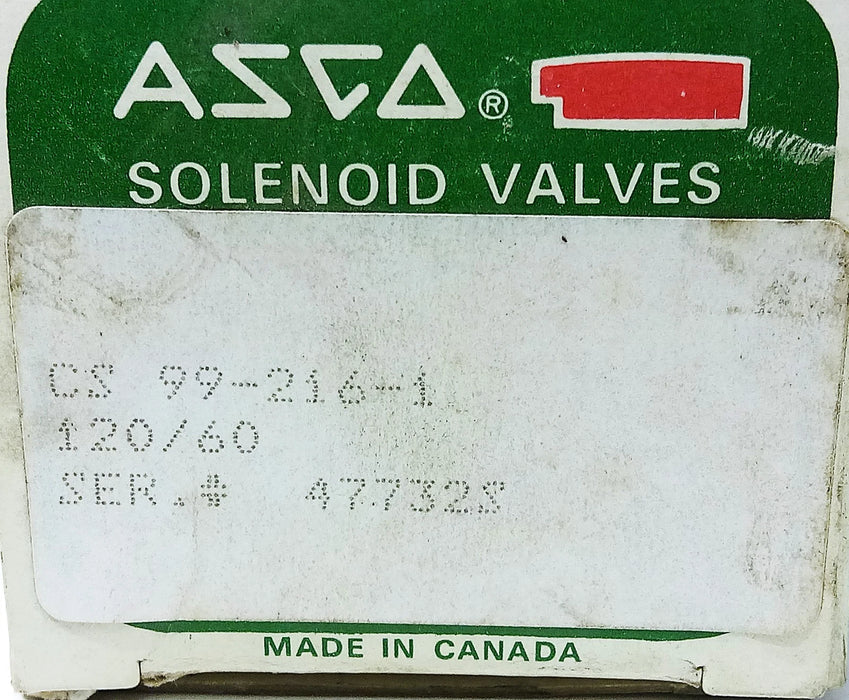 ASCO®
SOLENOID VALVES
CS 99-216-1
120/60
SER.# 47732S
MADE IN CANADA